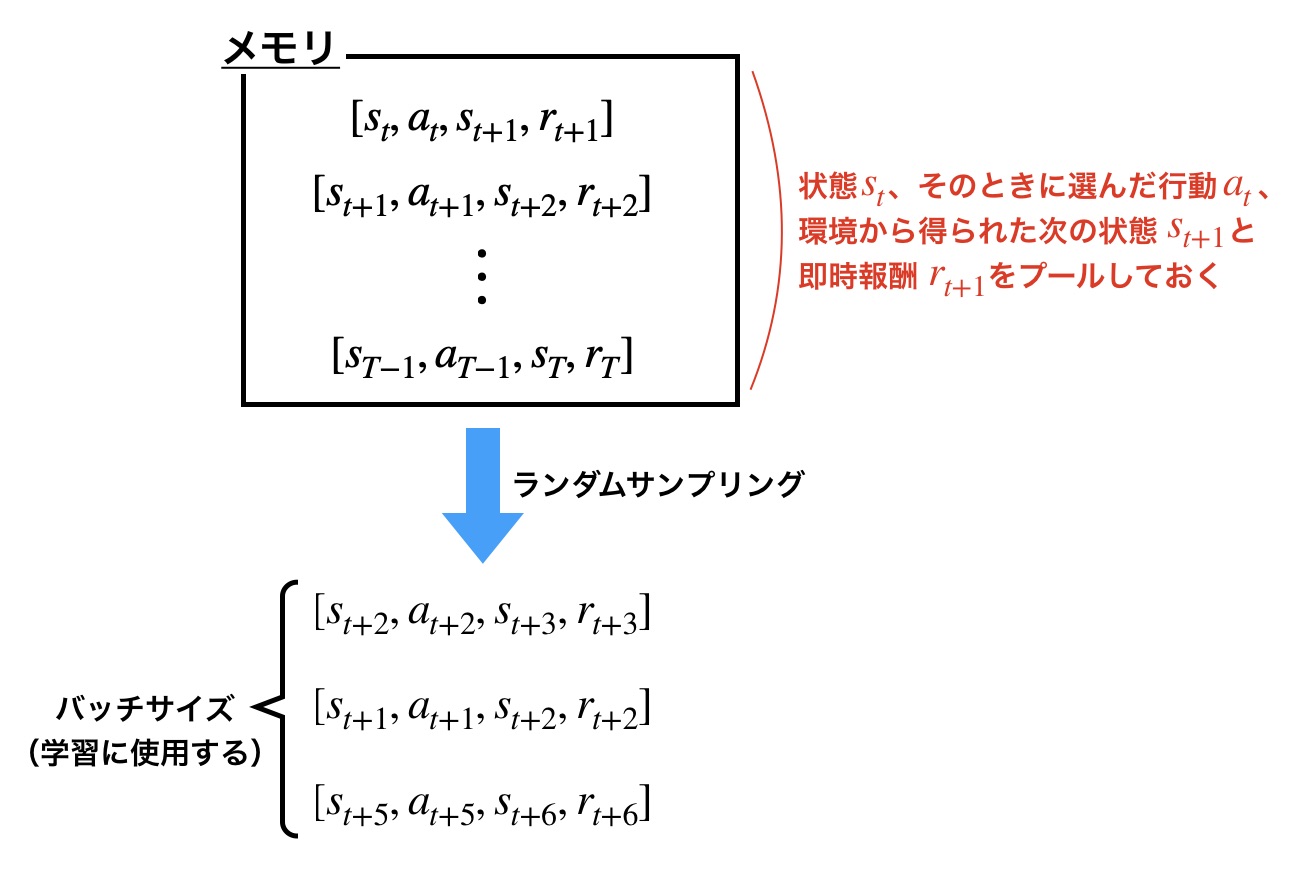 メモリ
[s_t, a_t, s_{t+1}, r_{t+1}]
[s_{t+1}, a_{t+1}, s_{t+2}, r_{t+2}]
⋮
[s_{T−1}, a_{T−1}, s_T, r_T]
状態 s_t、そのときに選んだ行動 a_t、
環境から得られた次の状態 s_{t+1} と
即時報酬 r_{t+1} をプールしておく
ランダムサンプリング
[s_{t+2}, a_{t+2}, s_{t+3}, r_{t+3}]
[s_{t+1}, a_{t+1}, s_{t+2}, r_{t+2}]
[s_{t+5}, a_{t+5}, s_{t+6}, r_{t+6}]
バッチサイズ
（学習に使用する）